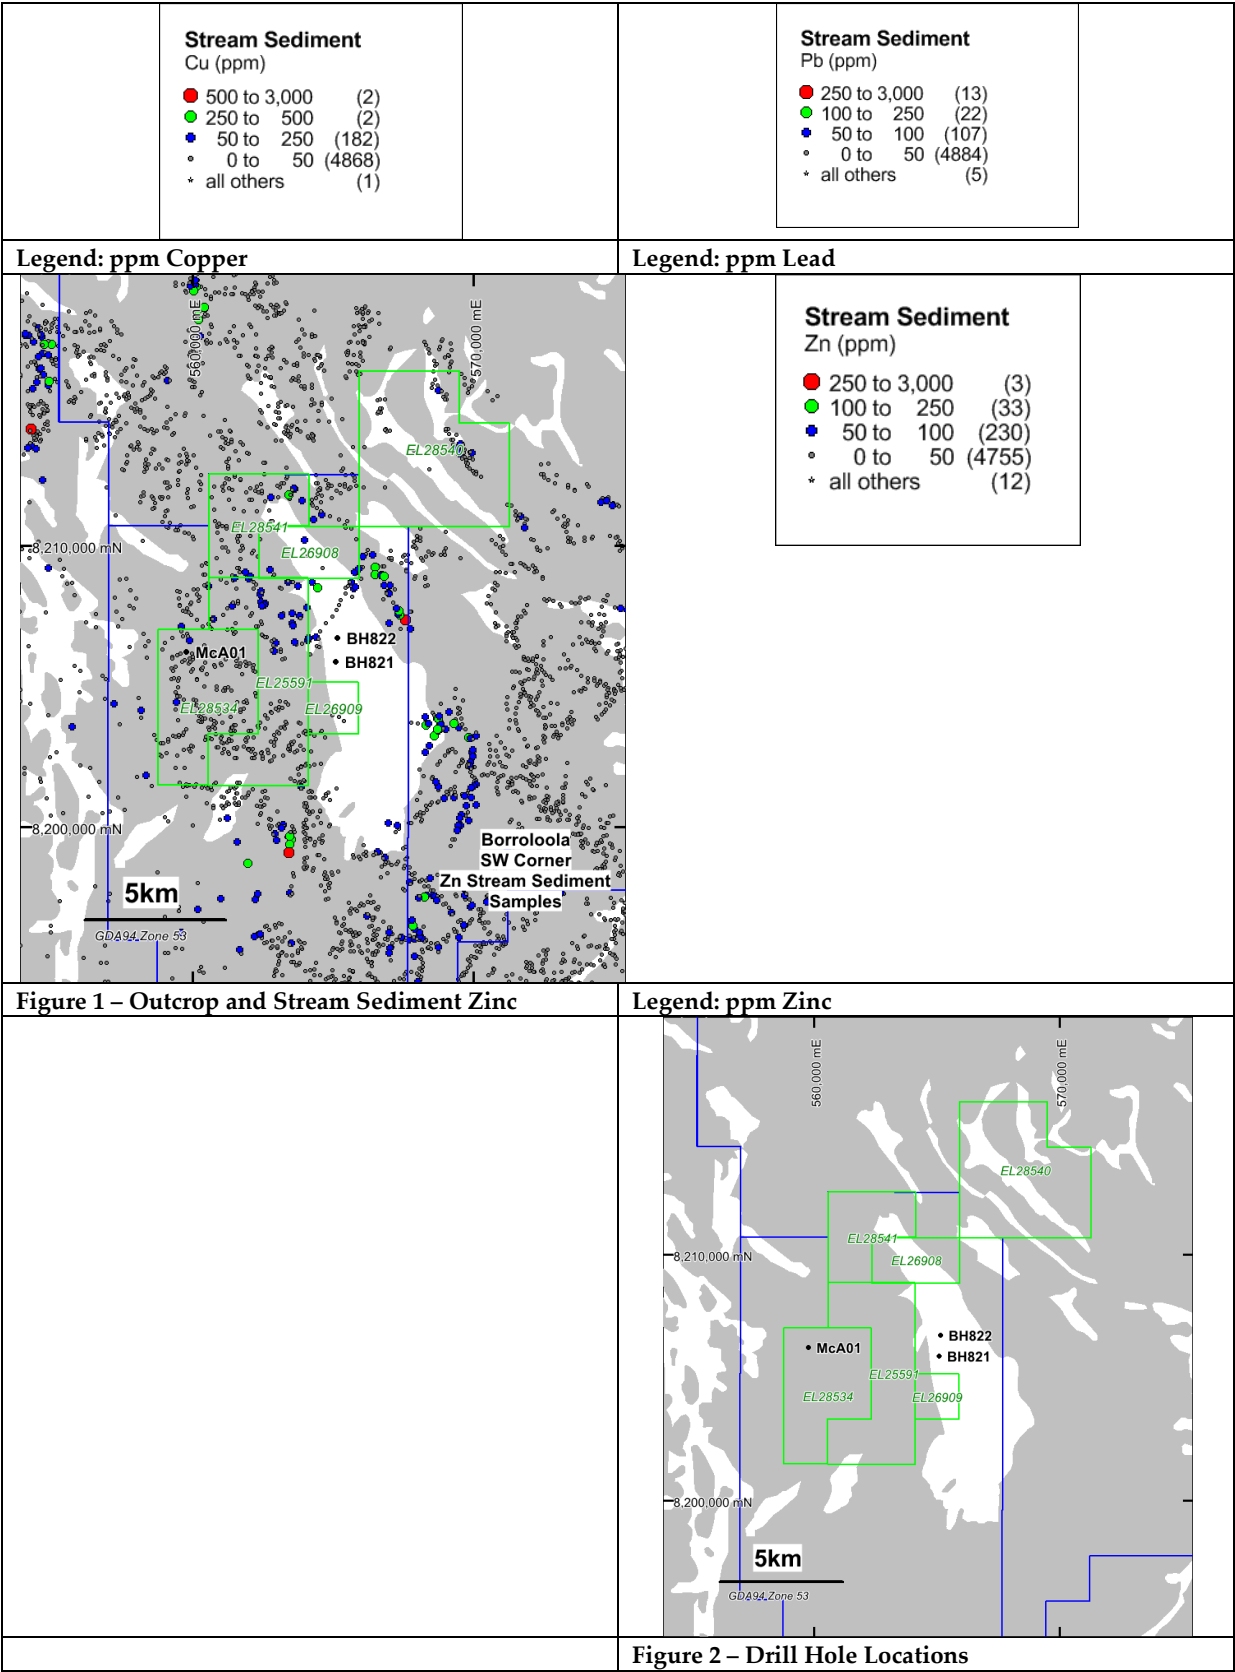 Stream Sediment
Cu (ppm)
500 to 3,000 (2)
250 to 500 (2)
50 to 250 (182)
0 to 50 (4868)
all others (1)
Stream Sediment
Pb (ppm)
250 to 3,000 (13)
100 to 250 (22)
50 to 100 (107)
0 to 50 (4884)
all others (5)
Legend: ppm Copper
Legend: ppm Lead
560,000 mE
570,000 mE
EL28540
EL28541
8,210,000 mN
EL26908
BH822
McA01
BH821
EL25591
EL28534
EL26909
8,200,000 mN
Borroloola
SW Corner
Zn Stream Sediment
Samples
5km
GDA94 Zone 53
Stream Sediment
Zn (ppm)
250 to 3,000 (3)
100 to 250 (33)
50 to 100 (230)
0 to 50 (4755)
all others (12)
Figure 1 – Outcrop and Stream Sediment Zinc
Legend: ppm Zinc
560,000 mE
570,000 mE
EL28540
EL28541
8,210,000 mN
EL26908
BH822
McA01
BH821
EL25591
EL28534
EL26909
8,200,000 mN
5km
GDA94 Zone 53
Figure 2 – Drill Hole Locations